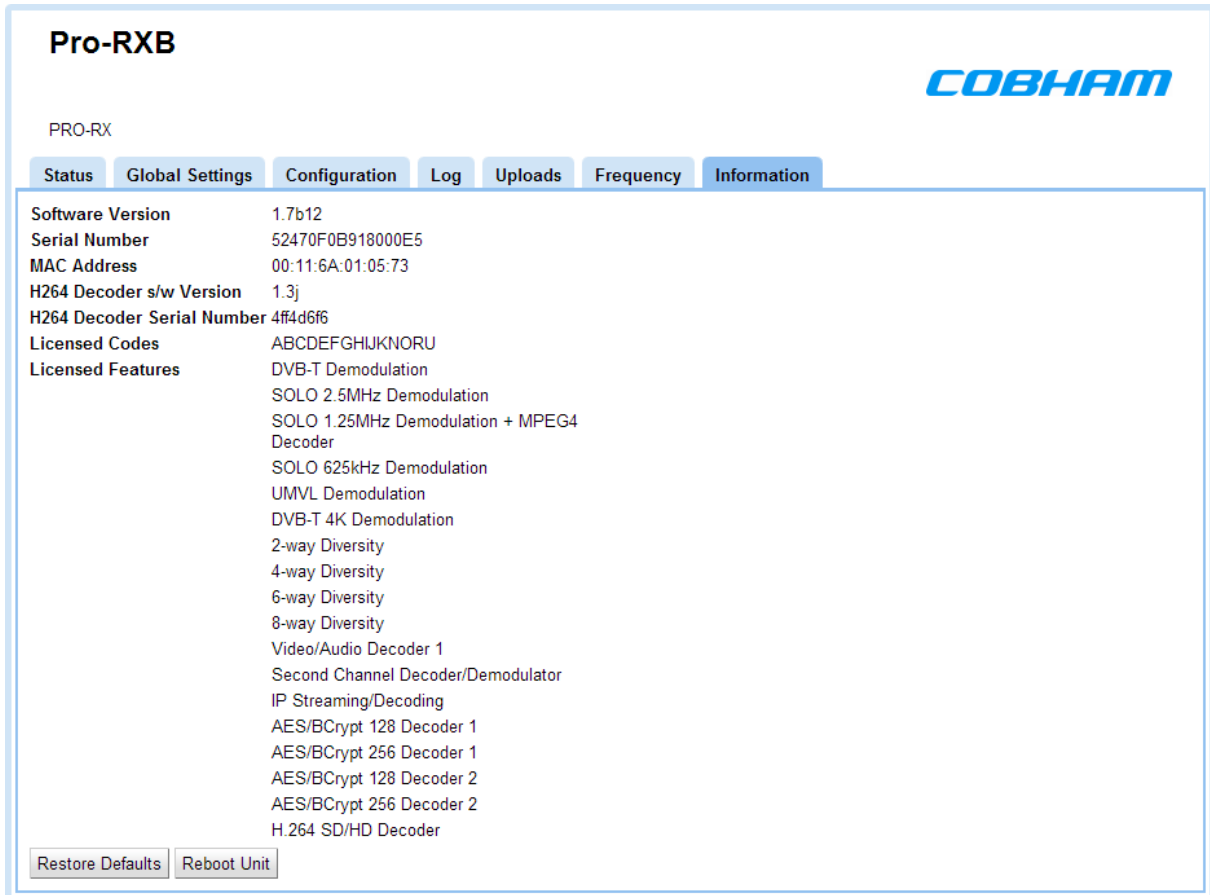 Pro-RXB
COBHAM
PRO-RX
Status Global Settings Configuration Log Uploads Frequency Information
Software Version 1.7b12
Serial Number 52470F0B918000E5
MAC Address 00:11:6A:01:05:73
H264 Decoder s/w Version 1.3j
H264 Decoder Serial Number 4ff4d6f6
Licensed Codes ABCDEFGHIJKNORU
Licensed Features DVB-T Demodulation
SOLO 2.5MHz Demodulation
SOLO 1.25MHz Demodulation + MPEG4
Decoder
SOLO 625kHz Demodulation
UMVL Demodulation
DVB-T 4K Demodulation
2-way Diversity
4-way Diversity
6-way Diversity
8-way Diversity
Video/Audio Decoder 1
Second Channel Decoder/Demodulator
IP Streaming/Decoding
AES/BCrypt 128 Decoder 1
AES/BCrypt 256 Decoder 1
AES/BCrypt 128 Decoder 2
AES/BCrypt 256 Decoder 2
H.264 SD/HD Decoder
Restore Defaults Reboot Unit